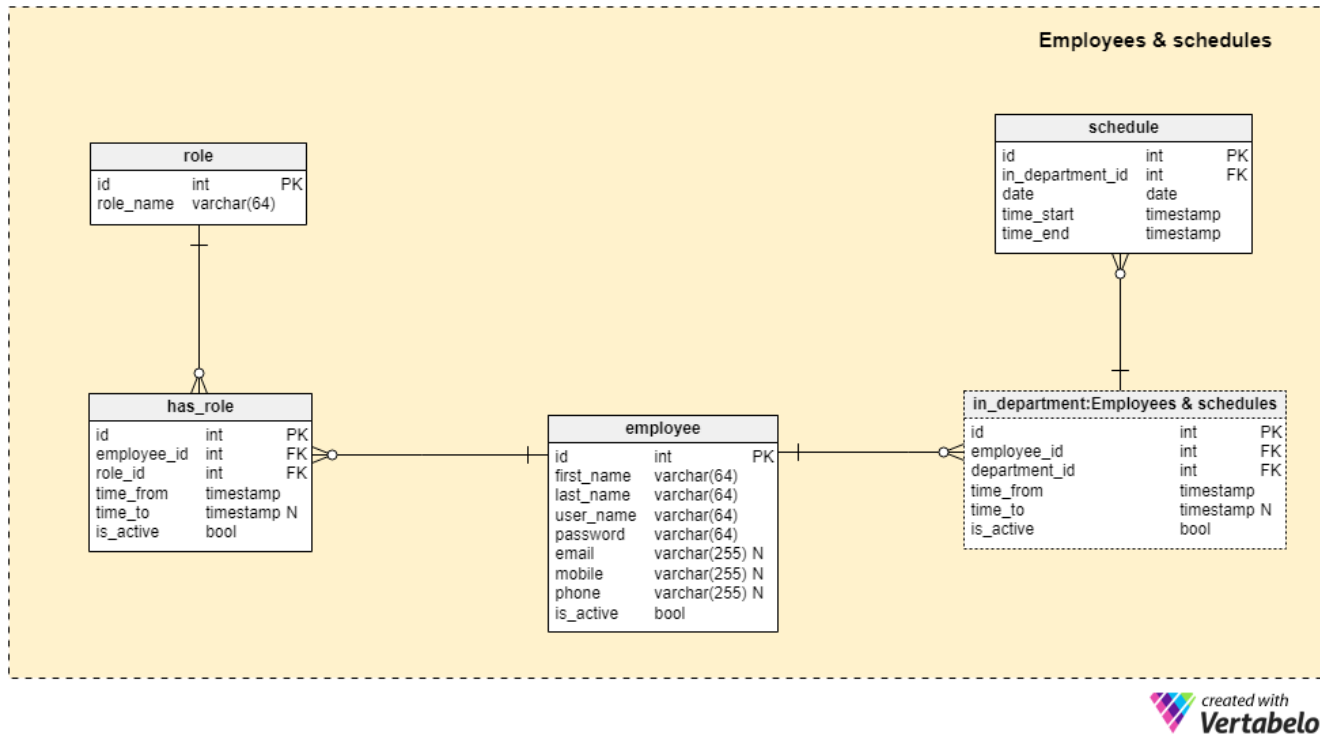 Employees & schedules
role
id int PK
role_name varchar(64)
schedule
id int PK
in_department_id int FK
date date
time_start timestamp
time_end timestamp
has_role
id int PK
employee_id int FK
role_id int FK
time_from timestamp
time_to timestamp N
is_active bool
employee
id int PK
first_name varchar(64)
last_name varchar(64)
user_name varchar(64)
password varchar(64)
email varchar(255) N
mobile varchar(255) N
phone varchar(255) N
is_active bool
in_department:Employees & schedules
id int PK
employee_id int FK
department_id int FK
time_from timestamp
time_to timestamp N
is_active bool
created with
Vertabelo